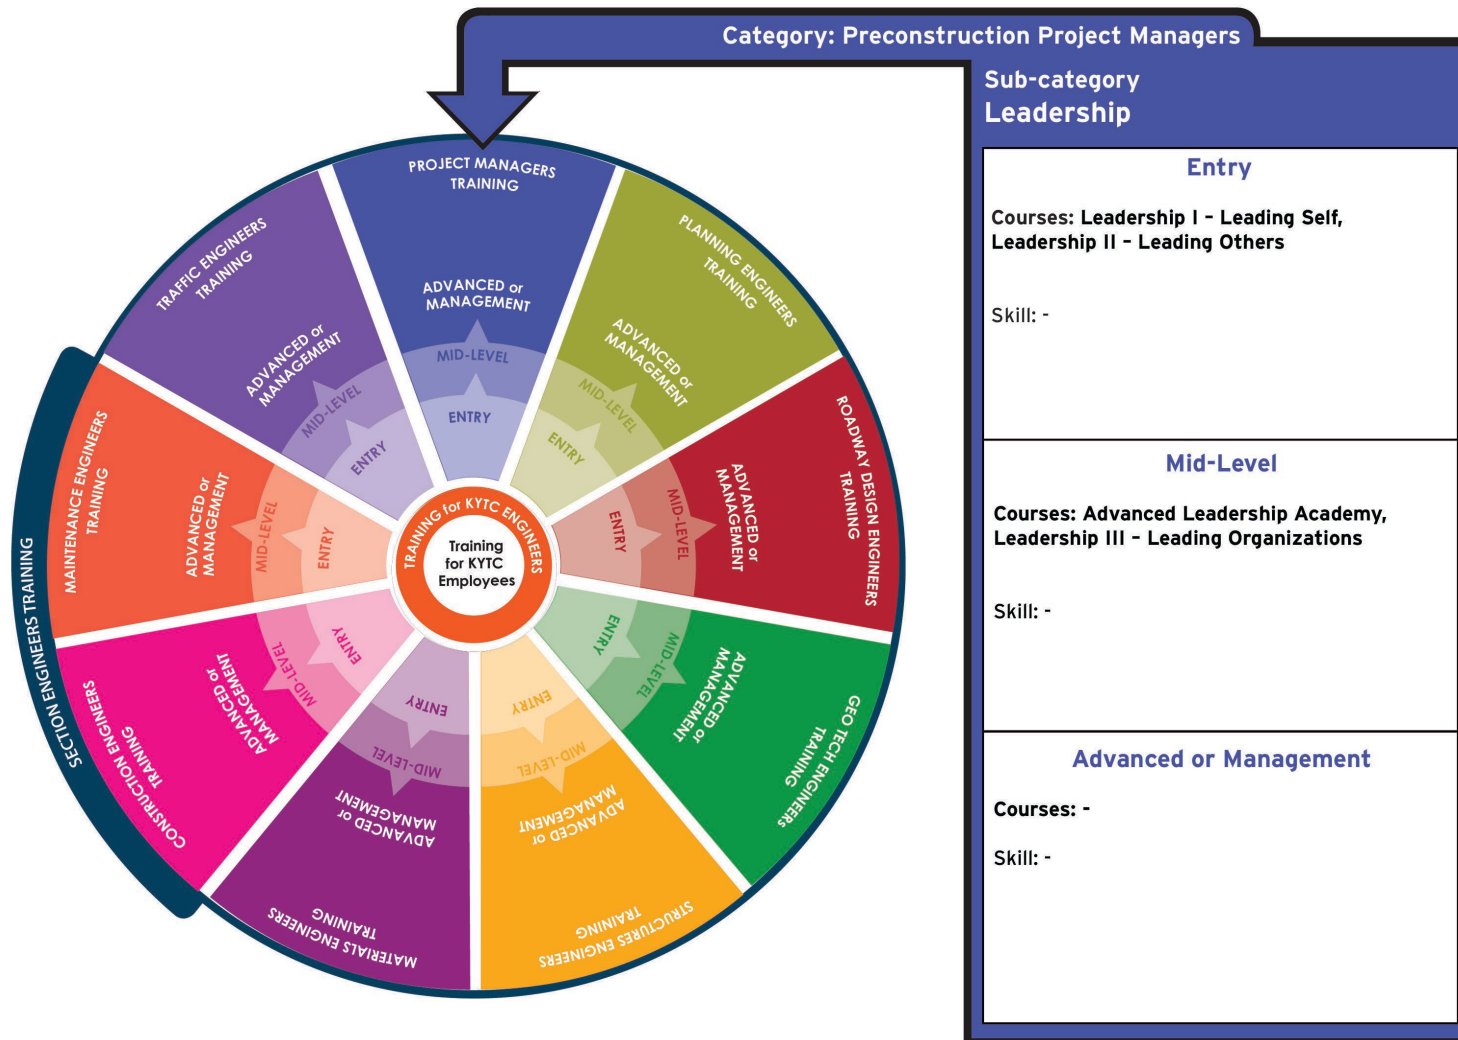 Category: Preconstruction Project Managers
Sub-category
Leadership
Entry
Courses: Leadership I - Leading Self,
Leadership II - Leading Others
Skill: -
Mid-Level
Courses: Advanced Leadership Academy,
Leadership III - Leading Organizations
Skill: -
Advanced or Management
Courses: -
Skill: -
PROJECT MANAGERS
TRAINING
ADVANCED or
MANAGEMENT
MID-LEVEL
ENTRY
PLANNING ENGINEERS
TRAINING
ADVANCED or
MANAGEMENT
MID-LEVEL
ENTRY
ROADWAY DESIGN ENGINEERS
TRAINING
ADVANCED or
MANAGEMENT
MID-LEVEL
ENTRY
GEO TECH ENGINEERS
TRAINING
ADVANCED or
MANAGEMENT
MID-LEVEL
ENTRY
STRUCTURES ENGINEERS
TRAINING
ADVANCED or
MANAGEMENT
MID-LEVEL
ENTRY
MATERIALS ENGINEERS
TRAINING
ADVANCED or
MANAGEMENT
MID-LEVEL
ENTRY
CONSTRUCTION ENGINEERS
TRAINING
ADVANCED or
MANAGEMENT
MID-LEVEL
ENTRY
MAINTENANCE ENGINEERS
TRAINING
ADVANCED or
MANAGEMENT
MID-LEVEL
ENTRY
TRAFFIC ENGINEERS
TRAINING
ADVANCED or
MANAGEMENT
MID-LEVEL
ENTRY
SECTION ENGINEERS TRAINING
TRAINING for KYTC ENGINEERS
Training
for KYTC
Employees